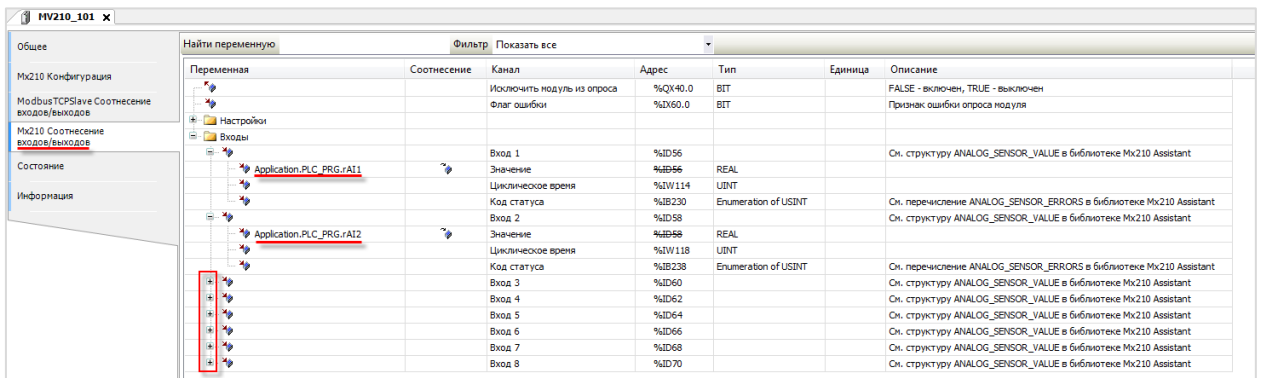 MV210_101 x
Общее
Mx210 Конфигурация
ModbusTCPSlave Соотнесение
входов/выходов
Mx210 Соотнесение
входов/выходов
Состояние
Информация
Найти переменную Фильтр Показать все
Переменная Соотнесение Канал Адрес Тип Единица Описание
Исключить модуль из опроса %QX40.0 BIT FALSE - включен, TRUE - выключен
Флаг ошибки %IX60.0 BIT Признак ошибки опроса модуля
Настройки
Входы
Вход 1 %ID56 См. структуру ANALOG_SENSOR_VALUE в библиотеке Mx210 Assistant
Application.PLC_PRG.rAI1 Значение %ID56 REAL
Циклическое время %IW114 UINT
Код статуса %IB230 Enumeration of USINT См. перечисление ANALOG_SENSOR_ERRORS в библиотеке Mx210 Assistant
Вход 2 %ID58 См. структуру ANALOG_SENSOR_VALUE в библиотеке Mx210 Assistant
Application.PLC_PRG.rAI2 Значение %ID58 REAL
Циклическое время %IW118 UINT
Код статуса %IB238 Enumeration of USINT См. перечисление ANALOG_SENSOR_ERRORS в библиотеке Mx210 Assistant
Вход 3 %ID60 См. структуру ANALOG_SENSOR_VALUE в библиотеке Mx210 Assistant
Вход 4 %ID62 См. структуру ANALOG_SENSOR_VALUE в библиотеке Mx210 Assistant
Вход 5 %ID64 См. структуру ANALOG_SENSOR_VALUE в библиотеке Mx210 Assistant
Вход 6 %ID66 См. структуру ANALOG_SENSOR_VALUE в библиотеке Mx210 Assistant
Вход 7 %ID68 См. структуру ANALOG_SENSOR_VALUE в библиотеке Mx210 Assistant
Вход 8 %ID70 См. структуру ANALOG_SENSOR_VALUE в библиотеке Mx210 Assistant